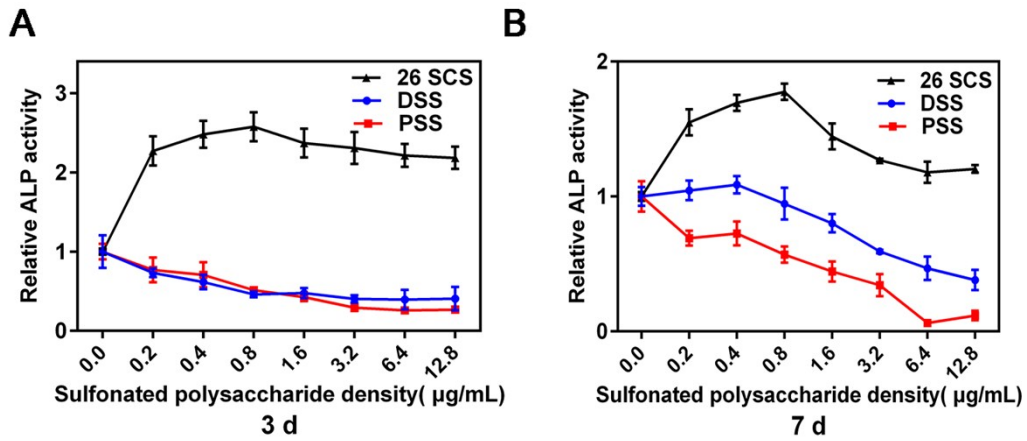 A
Relative ALP activity
3
2
1
0
26 SCS
DSS
PSS
0.0 0.2 0.4 0.8 1.6 3.2 6.4 12.8
Sulfonated polysaccharide density( μg/mL)
3 d
B
Relative ALP activity
2
1
0
26 SCS
DSS
PSS
0.0 0.2 0.4 0.8 1.6 3.2 6.4 12.8
Sulfonated polysaccharide density( μg/mL)
7 d